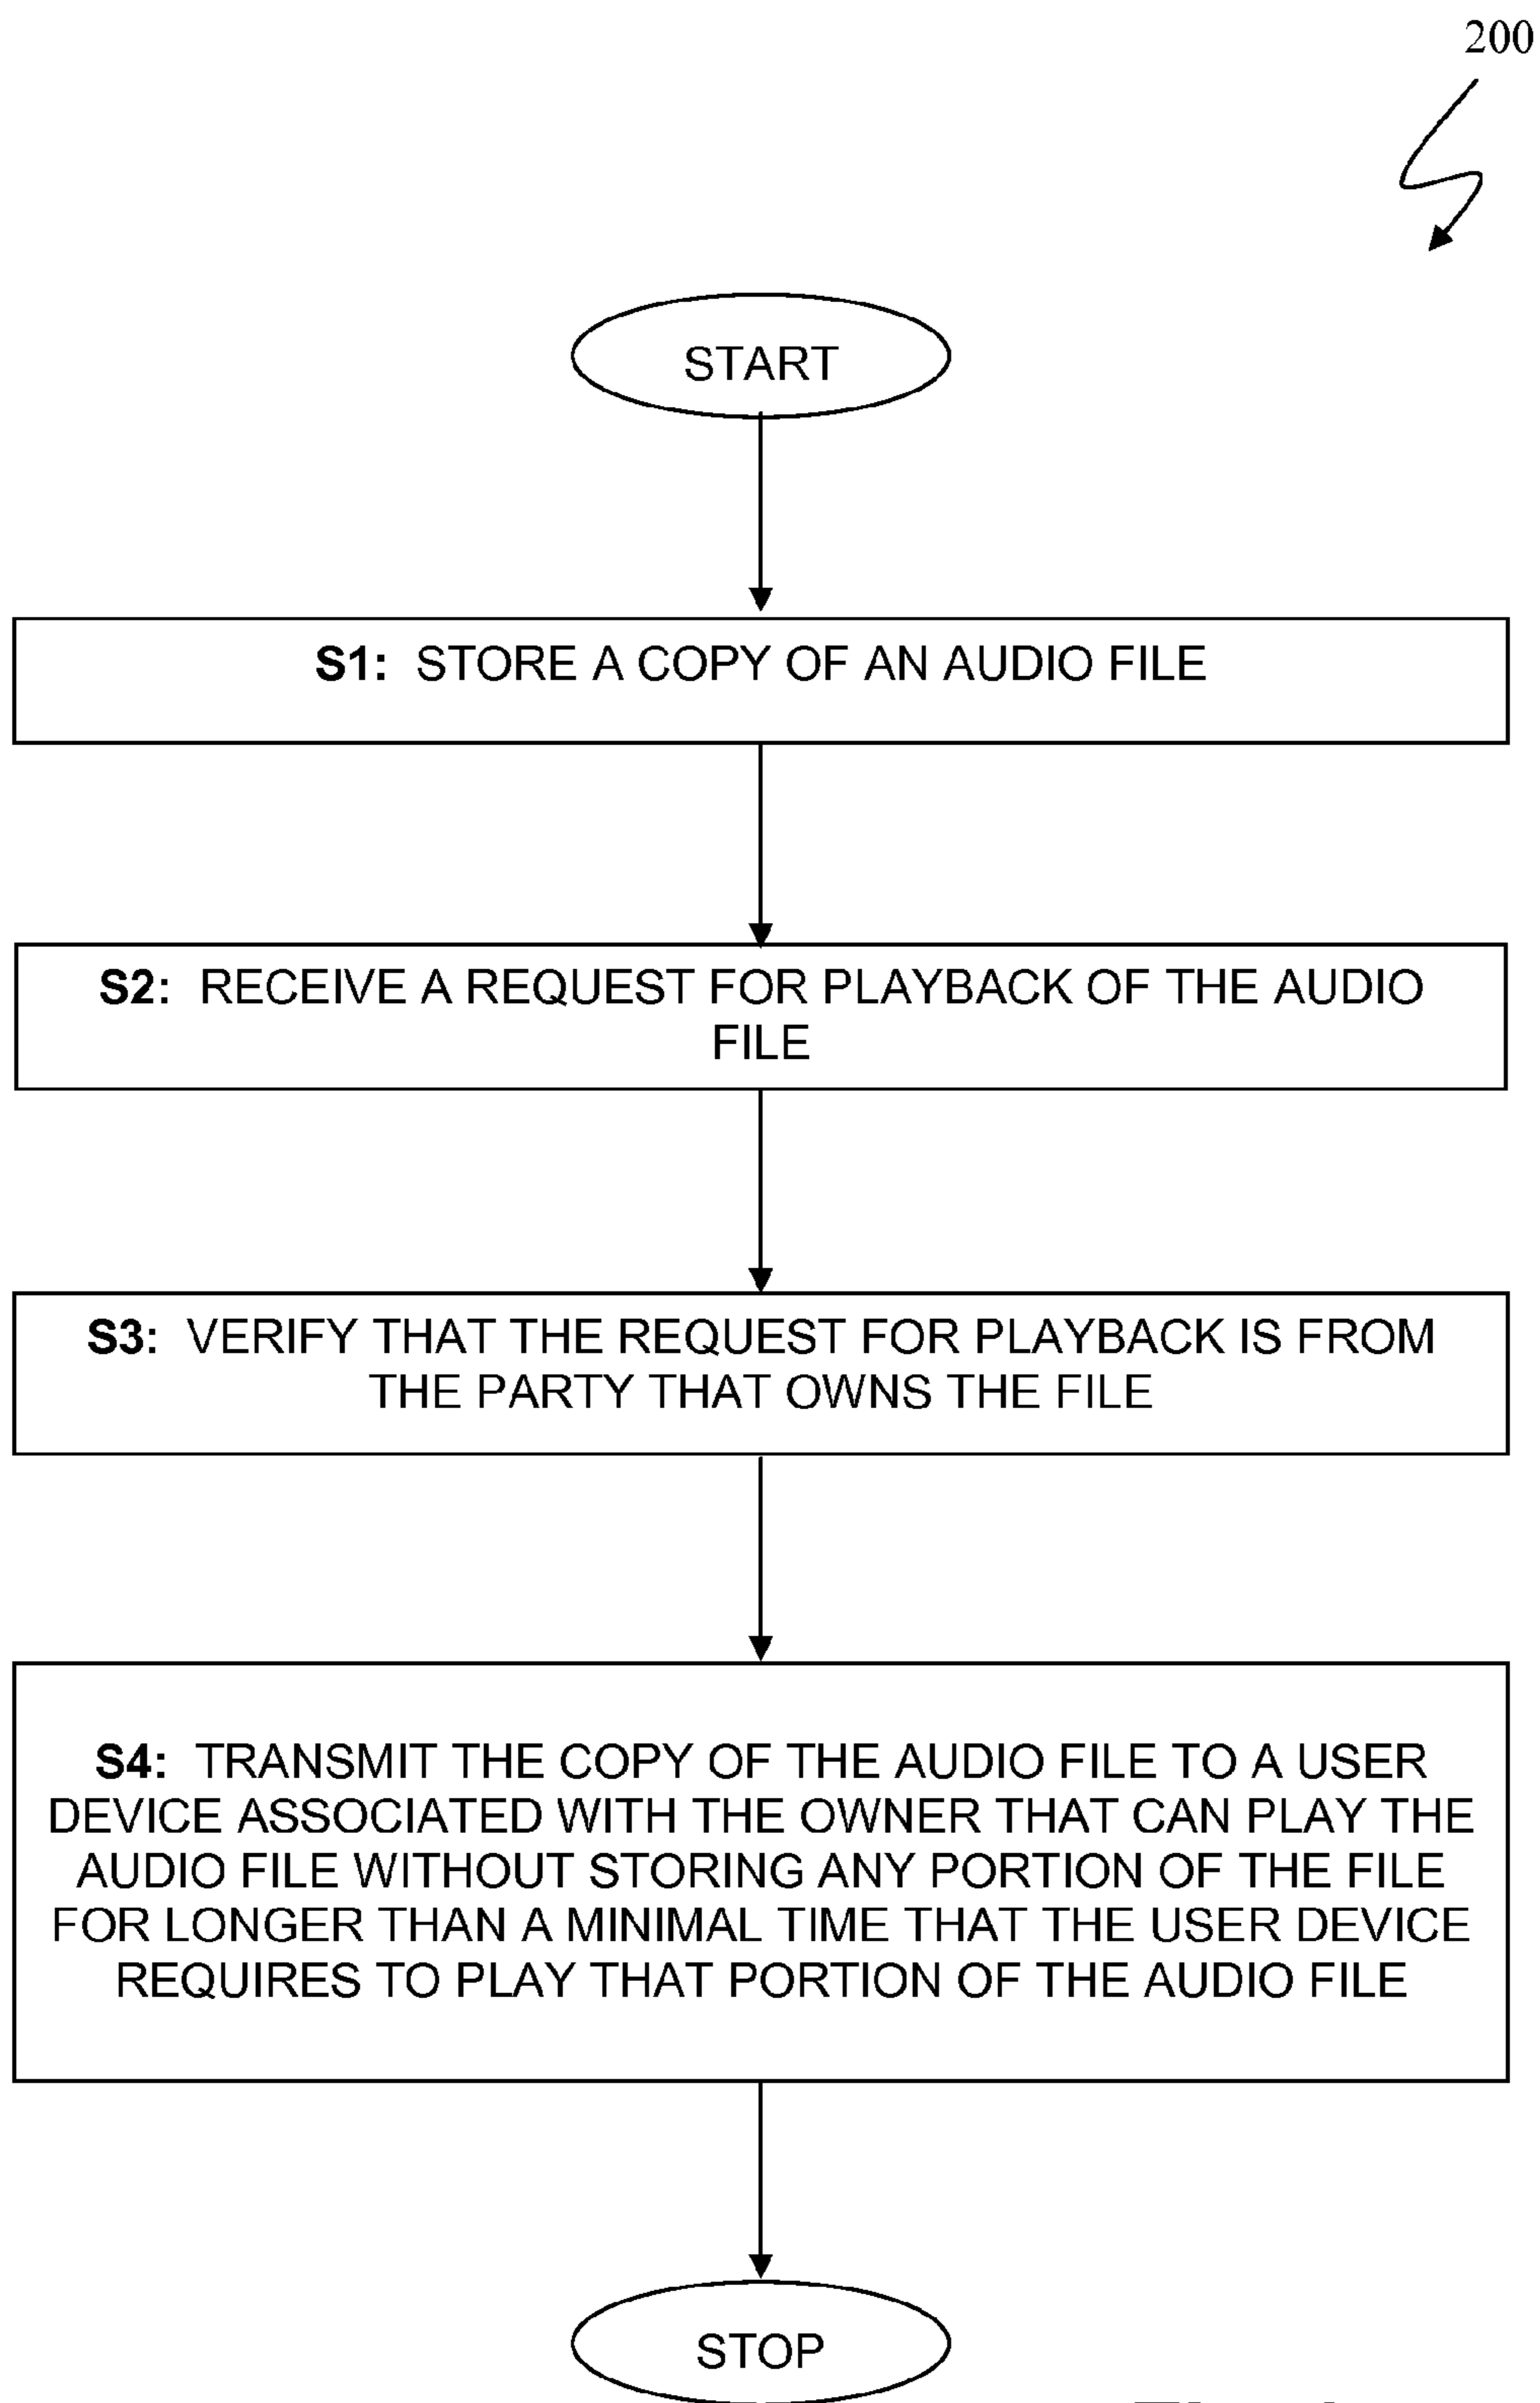 200
START
S1: STORE A COPY OF AN AUDIO FILE
S2: RECEIVE A REQUEST FOR PLAYBACK OF THE AUDIO
FILE
S3: VERIFY THAT THE REQUEST FOR PLAYBACK IS FROM
THE PARTY THAT OWNS THE FILE
S4: TRANSMIT THE COPY OF THE AUDIO FILE TO A USER
DEVICE ASSOCIATED WITH THE OWNER THAT CAN PLAY THE
AUDIO FILE WITHOUT STORING ANY PORTION OF THE FILE
FOR LONGER THAN A MINIMAL TIME THAT THE USER DEVICE
REQUIRES TO PLAY THAT PORTION OF THE AUDIO FILE
STOP